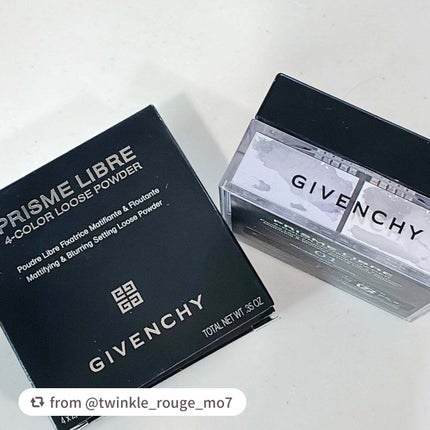 PRISME LIBRE
4-COLOR LOOSE POWDER
Poudre Libre Fixatrice Matifiante & Floutante
Mattifying & Blurring Setting Loose Powder
GIVENCHY
TOTAL NET WT. .35 OZ
GIVENCHY
PRISME LIBRE
from @twinkle_rouge_mo7